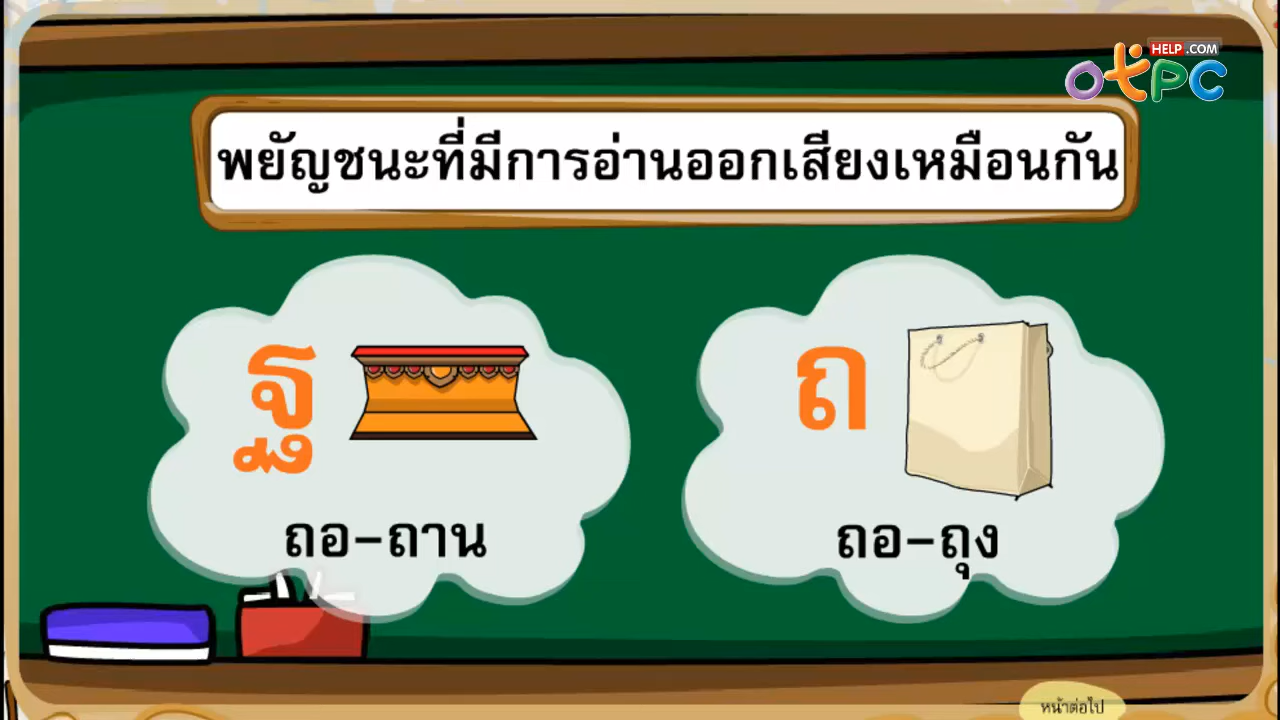 HELP .COM
OTPC
พยัญชนะที่มีการอ่านออกเสียงเหมือนกัน
ฐ
ถ
ถอ-ถาน
ถอ-ถุง
หน้าต่อไป